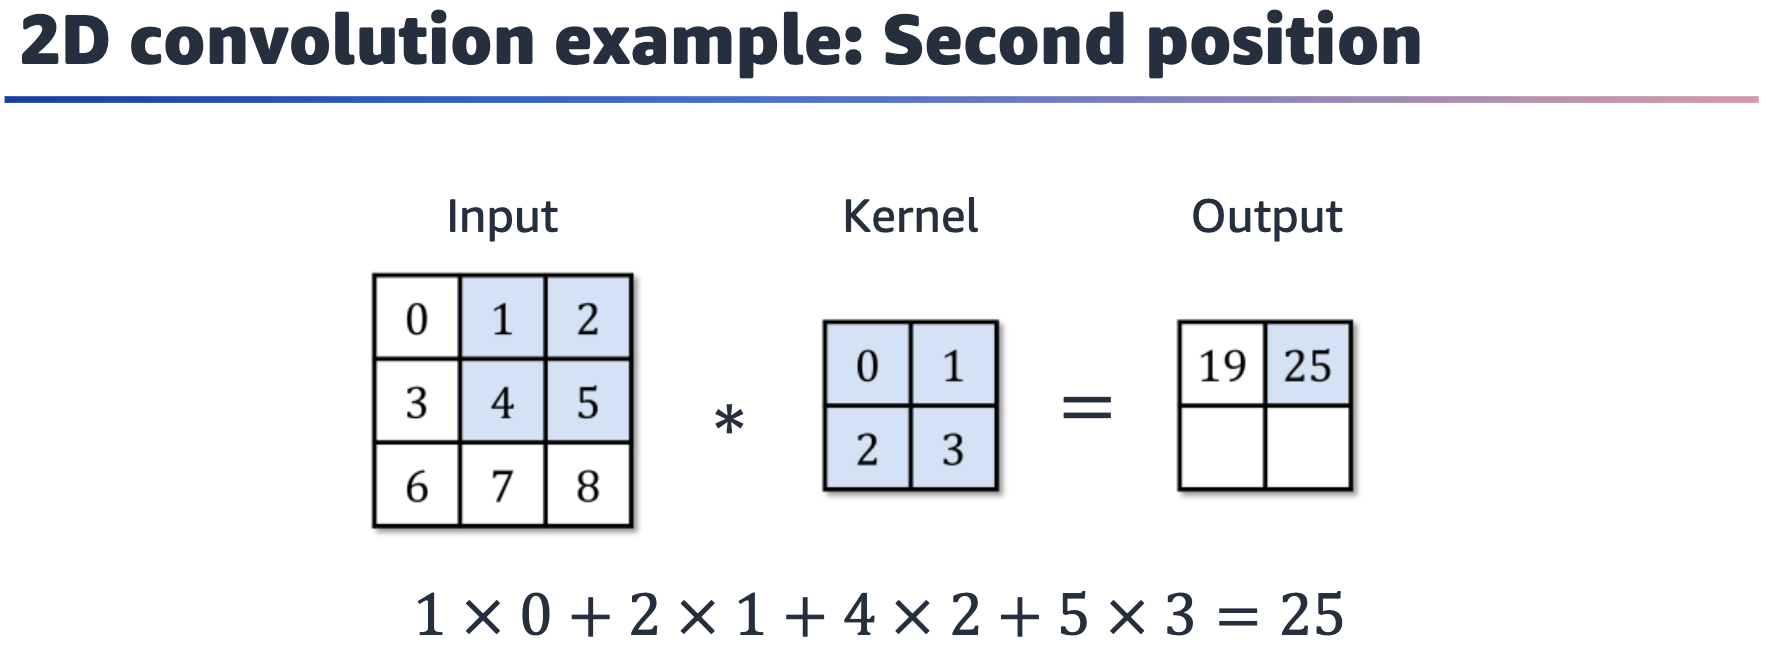 2D convolution example: Second position
Input Kernel Output
0 1 2
3 4 5
6 7 8
*
0 1
2 3
=
19 25
1 × 0 + 2 × 1 + 4 × 2 + 5 × 3 = 25